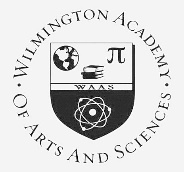 · WILMINGTON ACADEMY ·
OF ARTS AND SCIENCES
π
WAAS